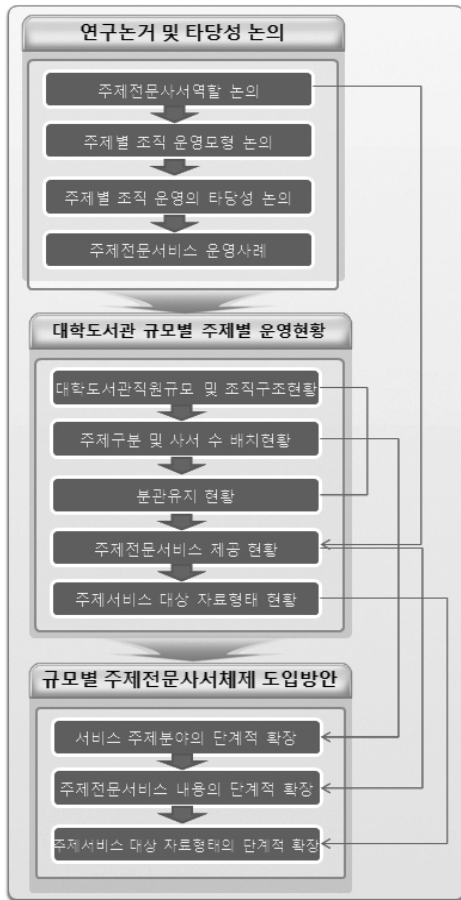 연구논거 및 타당성 논의
주제전문사서역할 논의
주제별 조직 운영모형 논의
주제별 조직 운영의 타당성 논의
주제전문서비스 운영사례
대학도서관 규모별 주제별 운영현황
대학도서관직원규모 및 조직구조현황
주제구분 및 사서 수 배치현황
분관유지 현황
주제전문서비스 제공 현황
주제서비스 대상 자료형태 현황
규모별 주제전문사서체제 도입방안
서비스 주제분야의 단계적 확장
주제전문서비스 내용의 단계적 확장
주제서비스 대상 자료형태의 단계적 확장